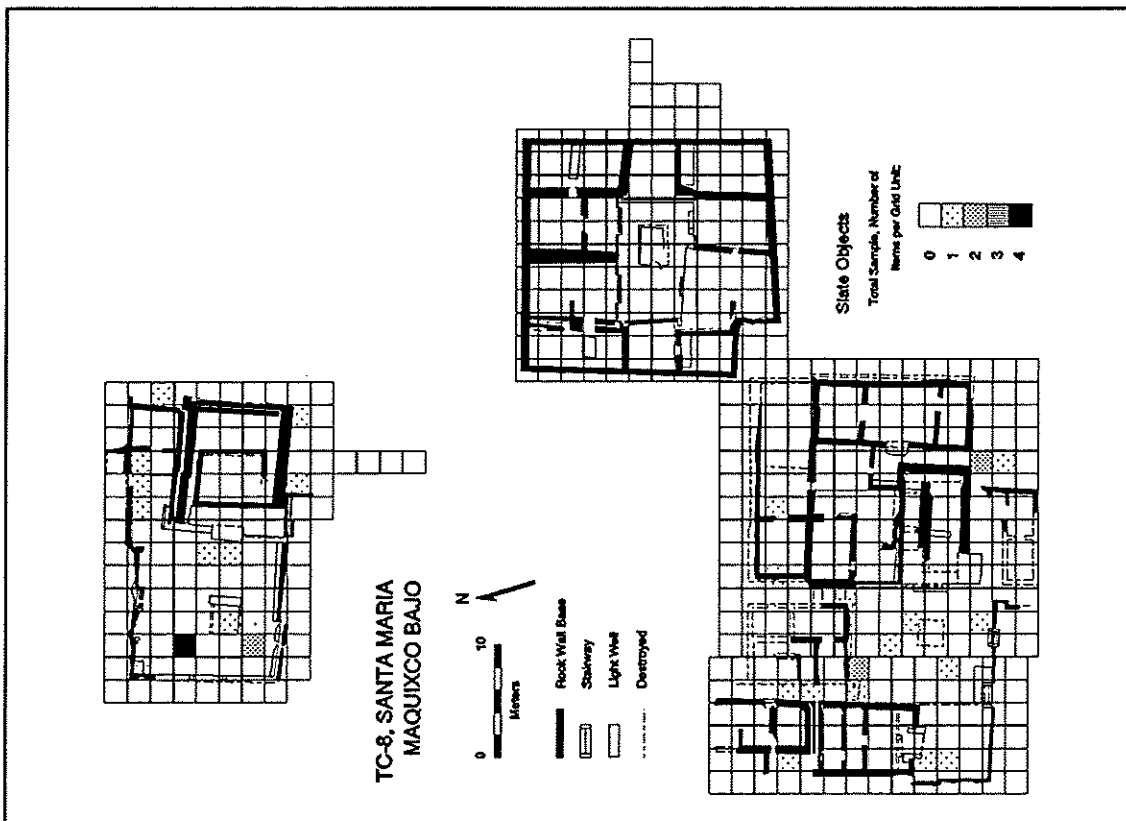 TC-8. SANTA MARIA
MAQUIXCO BAJO
N
0 10
Meters
Rock Wall Base
Stairway
Light Well
Destroyed
Slate Objects
Total Sample, Number of
Items per Grid Unit:
0
1
2
3
4